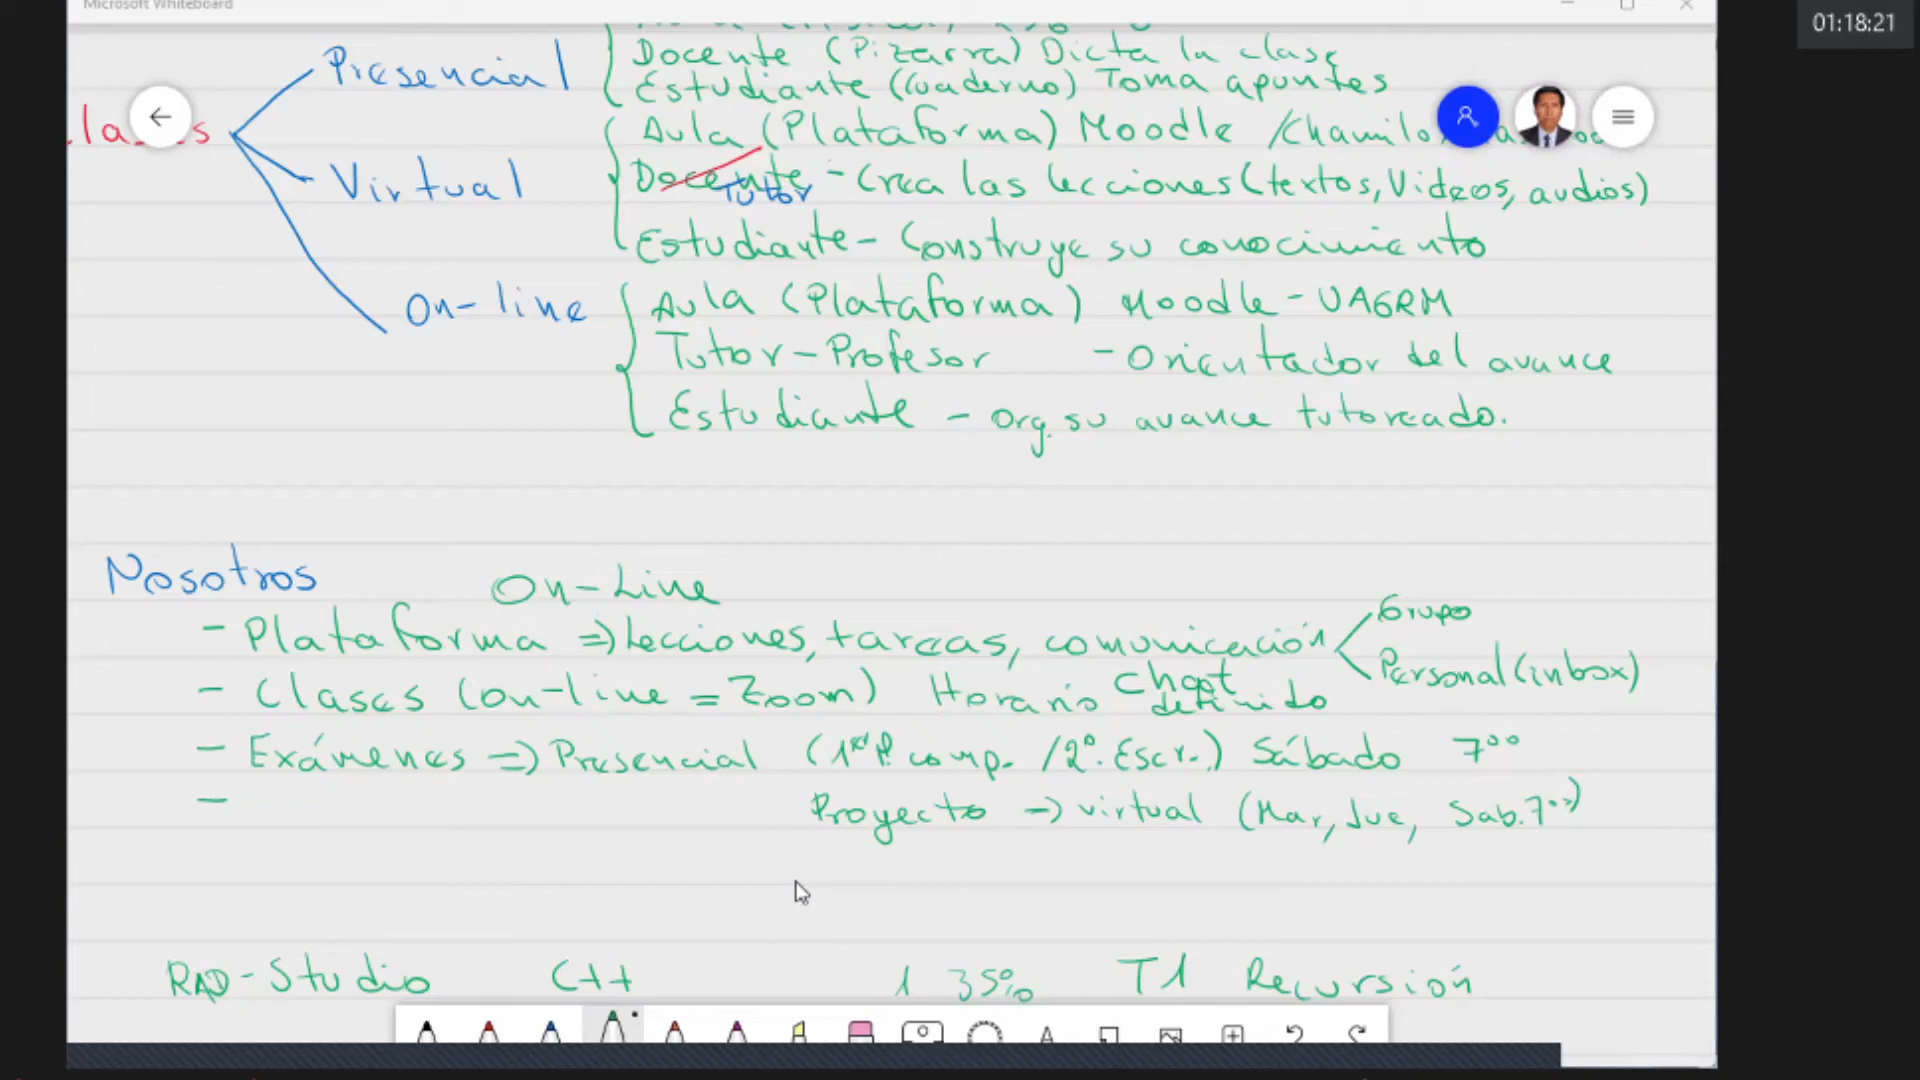 Microsoft Whiteboard
01:18:21
Presencial
Docente (Pizarra) Dicta la clase
Estudiante (Cuaderno) Toma apuntes
Virtual
Aula (Plataforma) Moodle /Chamilo
Docente Tutor - Crea las lecciones (textos, Videos, audios)
Estudiante - Construye su conocimiento
On-line
Aula (Plataforma) Moodle - UAGRM
Tutor - Profesor - Orientador del avance
Estudiante - Org. su avance tutoreado.
Nosotros On-Line
- Plataforma => Lecciones, tareas, comunicación Grupo
Personal (inbox)
chat
- Clases (on-line = Zoom) Horario definido
- Exámenes => Presencial (1er P. comp. /2º. Escr.) Sábado 7⁰⁰
- Proyecto -> virtual (Mar, Jue, Sab. 7⁰⁰)
RAD-Studio C++ 1 35% T1 Recursión